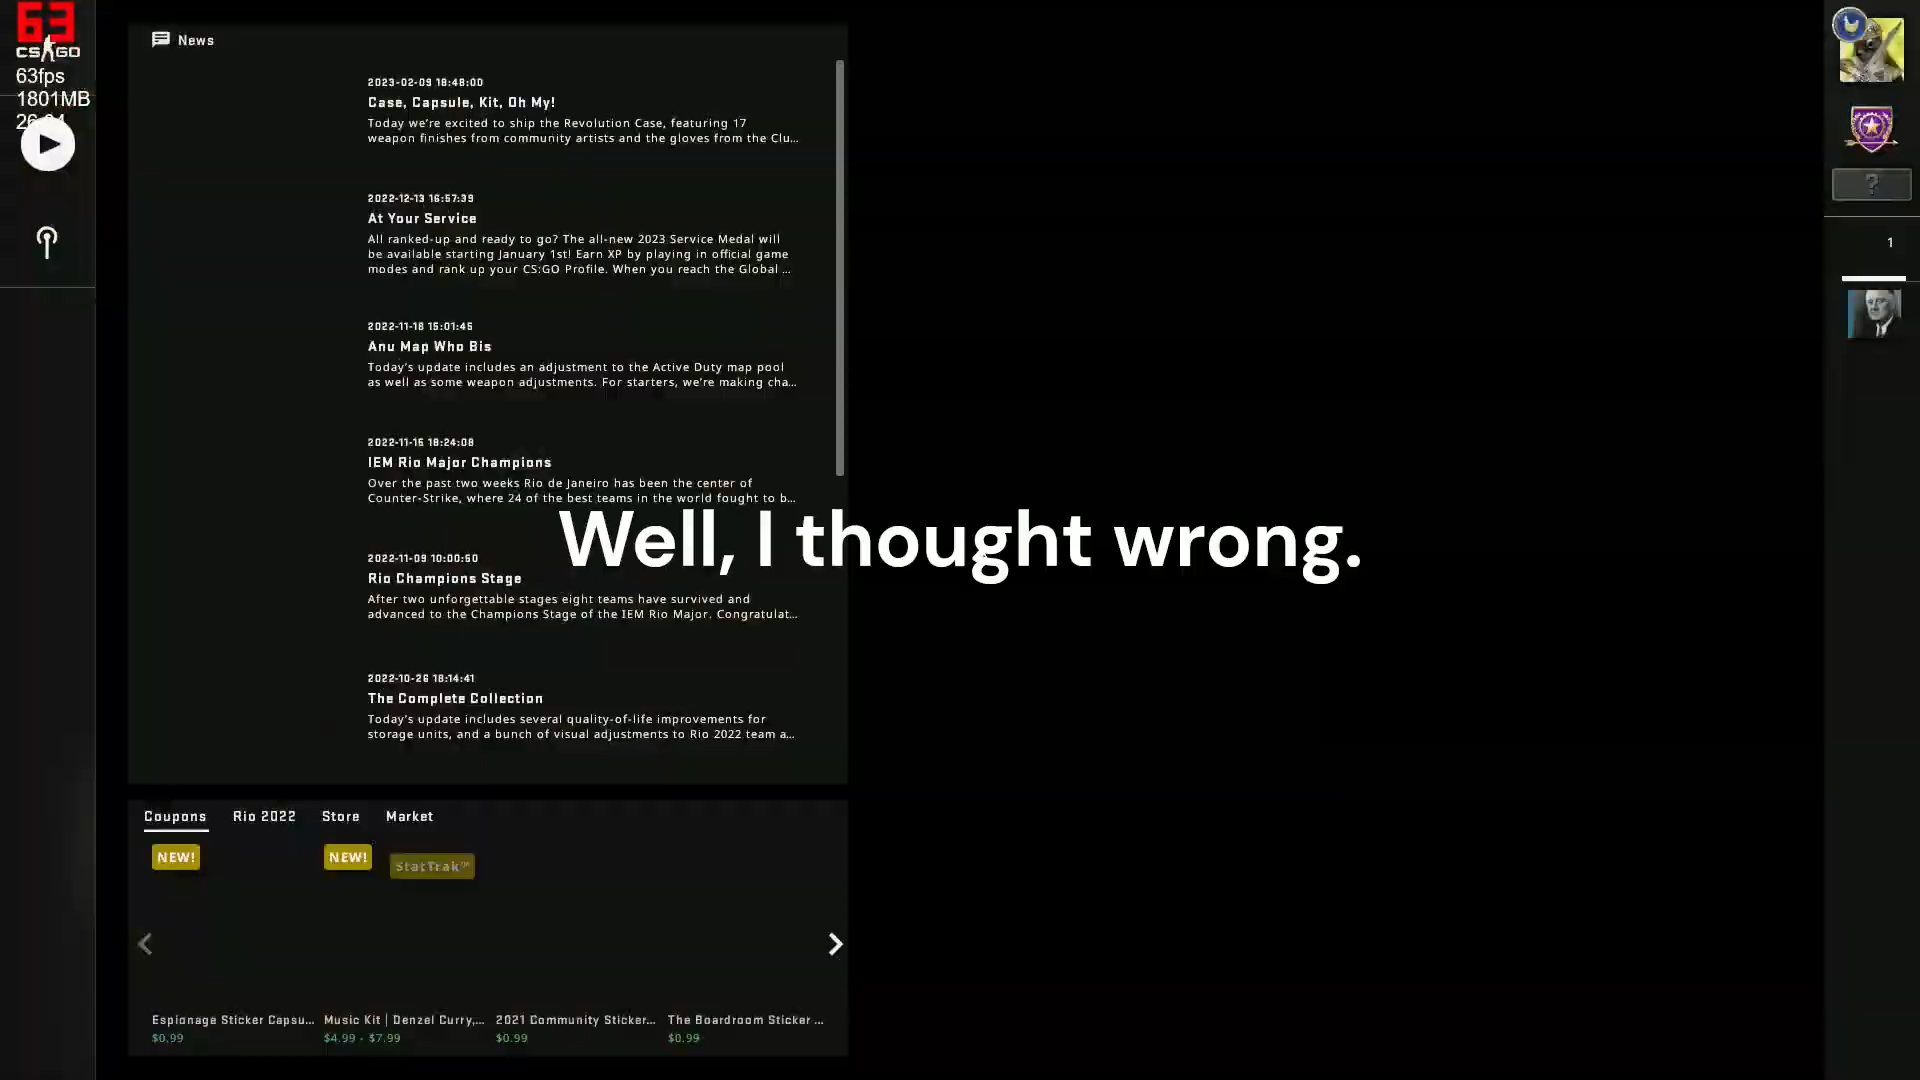 63
CS GO
63fps
1801MB
News
2023-02-09 18:48:00
Case, Capsule, Kit, Oh My!
Today we're excited to ship the Revolution Case, featuring 17
weapon finishes from community artists and the gloves from the Clu...
2022-12-13 16:57:39
At Your Service
All ranked-up and ready to go? The all-new 2023 Service Medal will
be available starting January 1st! Earn XP by playing in official game
modes and rank up your CS:GO Profile. When you reach the Global ...
2022-11-18 15:01:45
Anu Map Who Bis
Today's update includes an adjustment to the Active Duty map pool
as well as some weapon adjustments. For starters, we're making cha...
2022-11-15 18:24:08
IEM Rio Major Champions
Over the past two weeks Rio de Janeiro has been the center of
Counter-Strike, where 24 of the best teams in the world fought to b...
Well, I thought wrong.
2022-11-09 10:00:50
Rio Champions Stage
After two unforgettable stages eight teams have survived and
advanced to the Champions Stage of the IEM Rio Major. Congratulat...
2022-10-26 18:14:41
The Complete Collection
Today's update includes several quality-of-life improvements for
storage units, and a bunch of visual adjustments to Rio 2022 team a...
Coupons Rio 2022 Store Market
NEW! NEW! StatTrak™
Espionage Sticker Capsu... Music Kit | Denzel Curry,... 2021 Community Sticker... The Boardroom Sticker ...
$0.99 $4.99 - $7.99 $0.99 $0.99
?
1